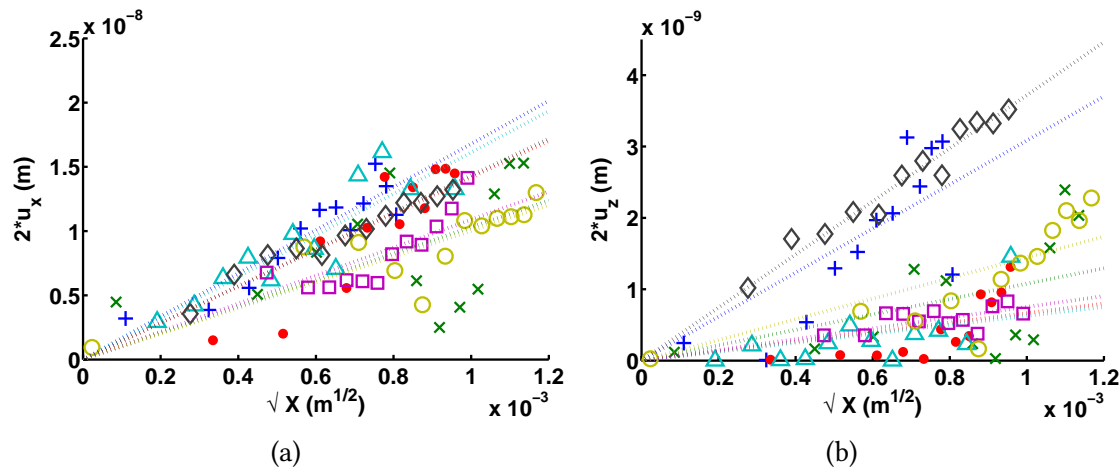 x 10⁻⁸
2.5
2
1.5
1
0.5
0
2*uₓ (m)
0 0.2 0.4 0.6 0.8 1 1.2
√ X (m^1/2)
x 10⁻³
(a)
x 10⁻⁹
4
3
2
1
0
2*u_z (m)
0 0.2 0.4 0.6 0.8 1 1.2
√ X (m^1/2)
x 10⁻³
(b)